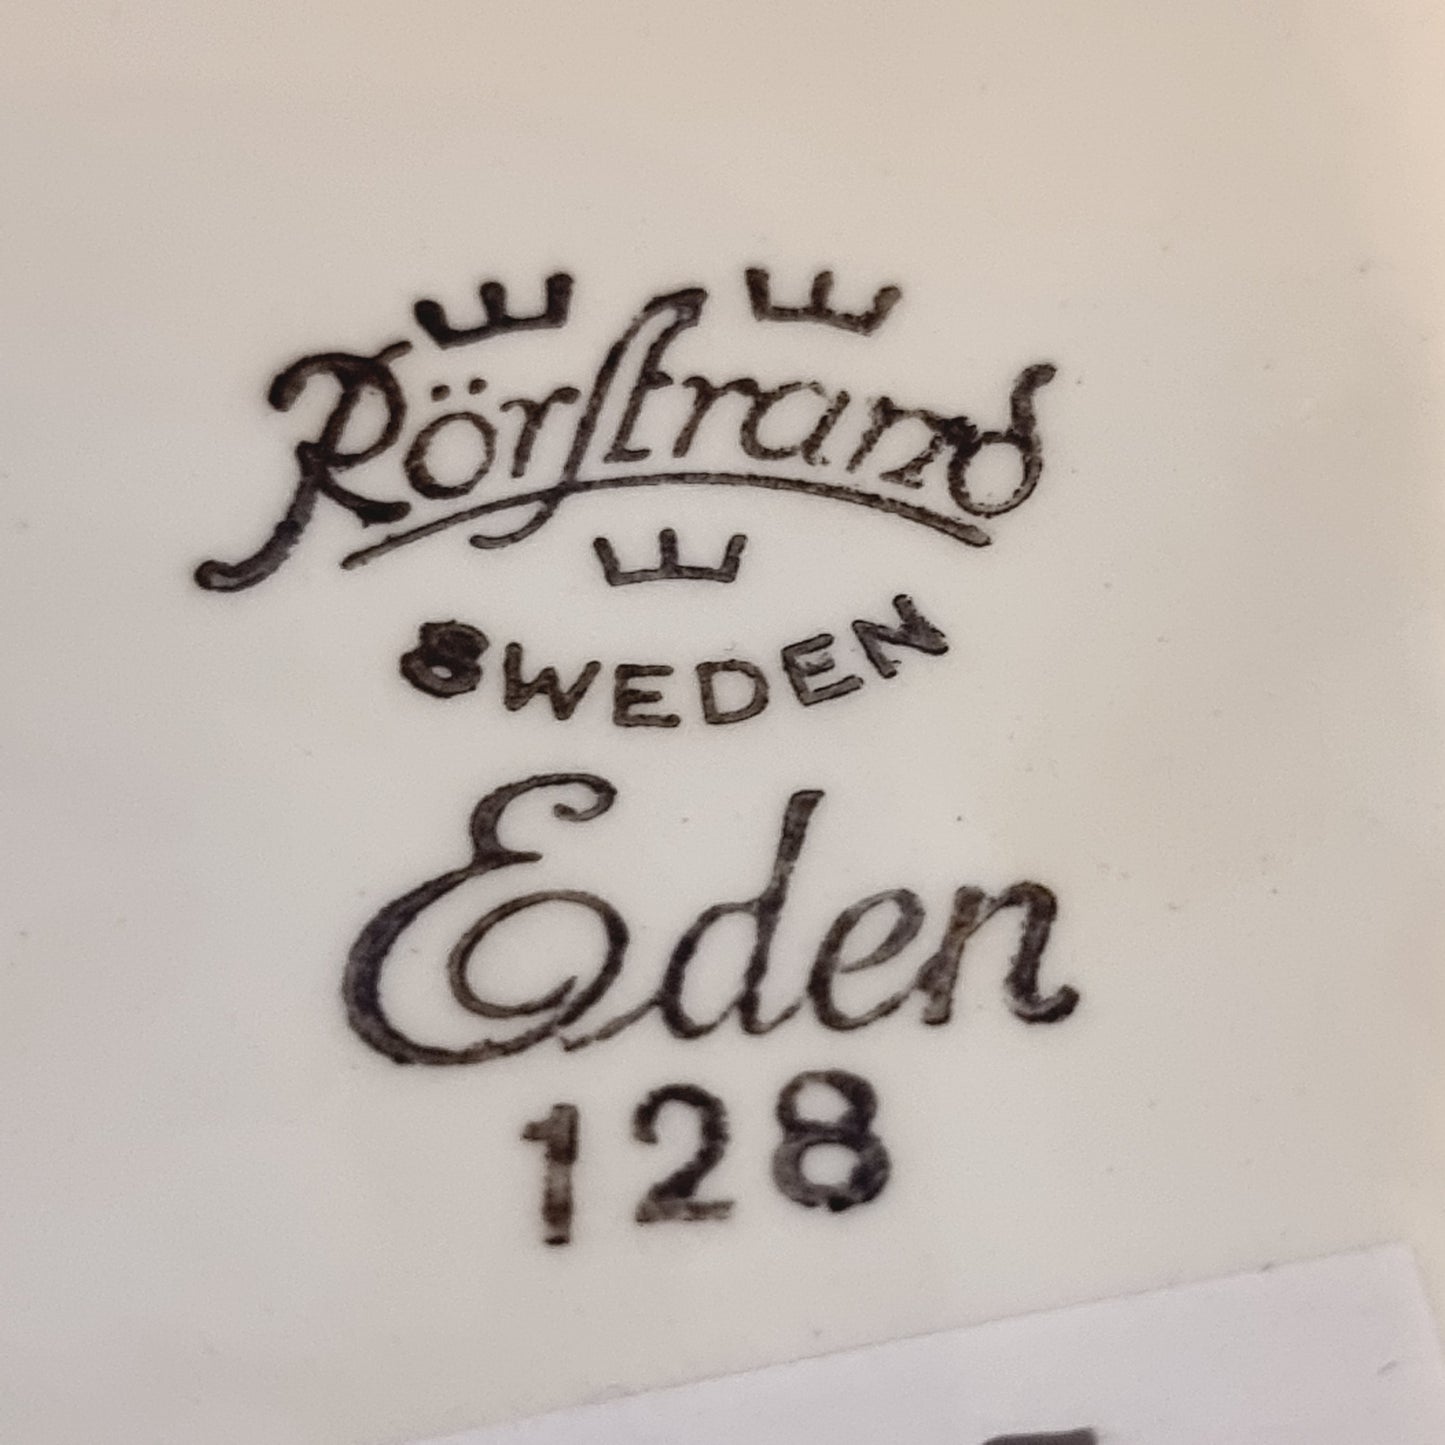 Rörstrand
SWEDEN
Eden
128